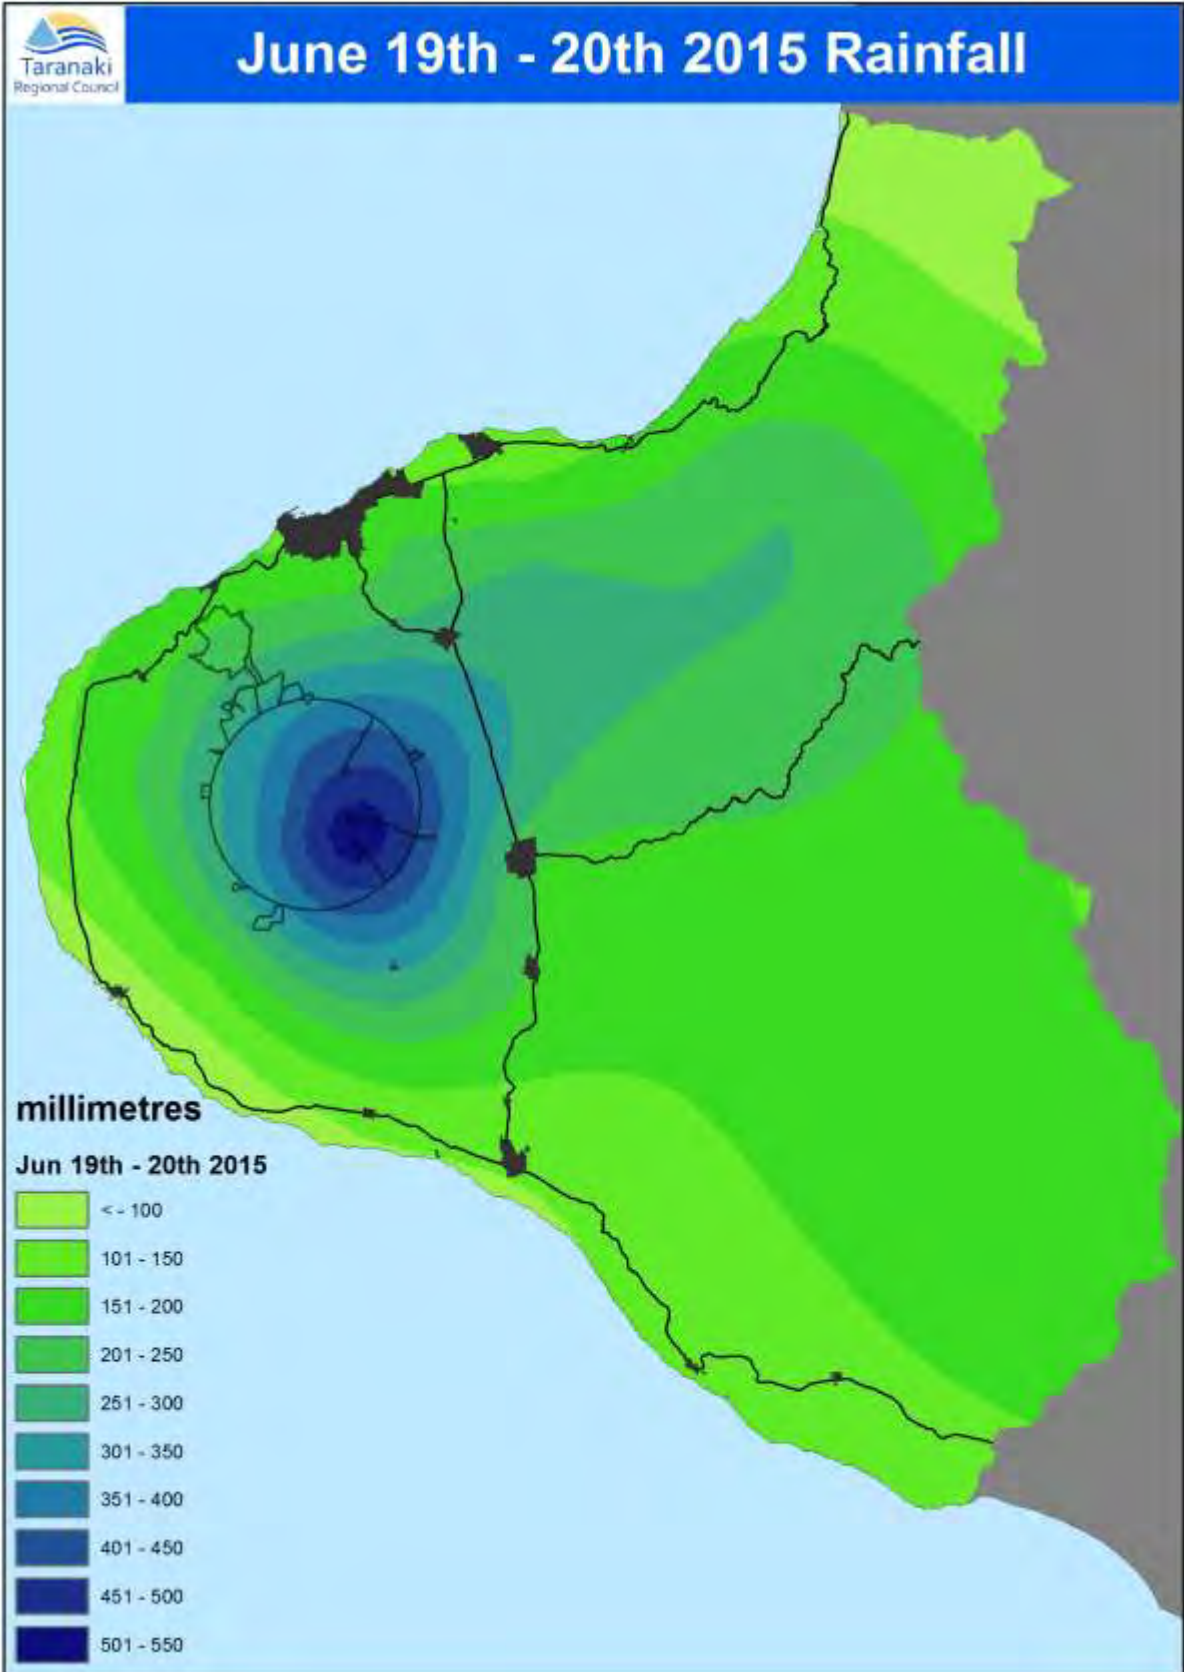 Taranaki
Regional Council
June 19th - 20th 2015 Rainfall
millimetres
Jun 19th - 20th 2015
< - 100
101 - 150
151 - 200
201 - 250
251 - 300
301 - 350
351 - 400
401 - 450
451 - 500
501 - 550